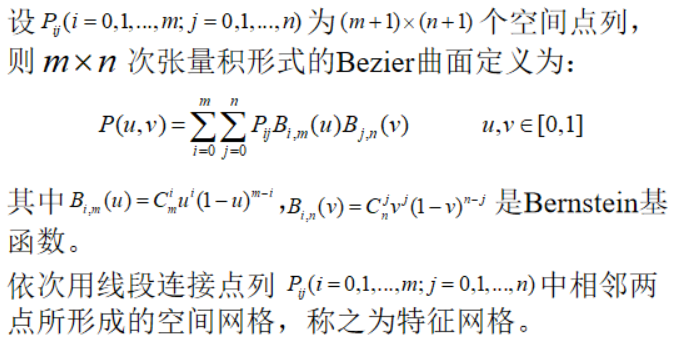 设 P_{ij}(i=0,1,...,m; j=0,1,...,n) 为 (m+1)×(n+1) 个空间点列，
则 m×n 次张量积形式的Bezier曲面定义为：
P(u,v)=\sum_{i=0}^{m}\sum_{j=0}^{n}P_{ij}B_{i,m}(u)B_{j,n}(v) u,v∈[0,1]
其中 B_{i,m}(u)=C_m^i u^i(1-u)^{m-i} ,B_{i,n}(v)=C_n^j v^j(1-v)^{n-j} 是Bernstein基
函数。
依次用线段连接点列 P_{ij}(i=0,1,...,m; j=0,1,...,n) 中相邻两
点所形成的空间网格，称之为特征网格。